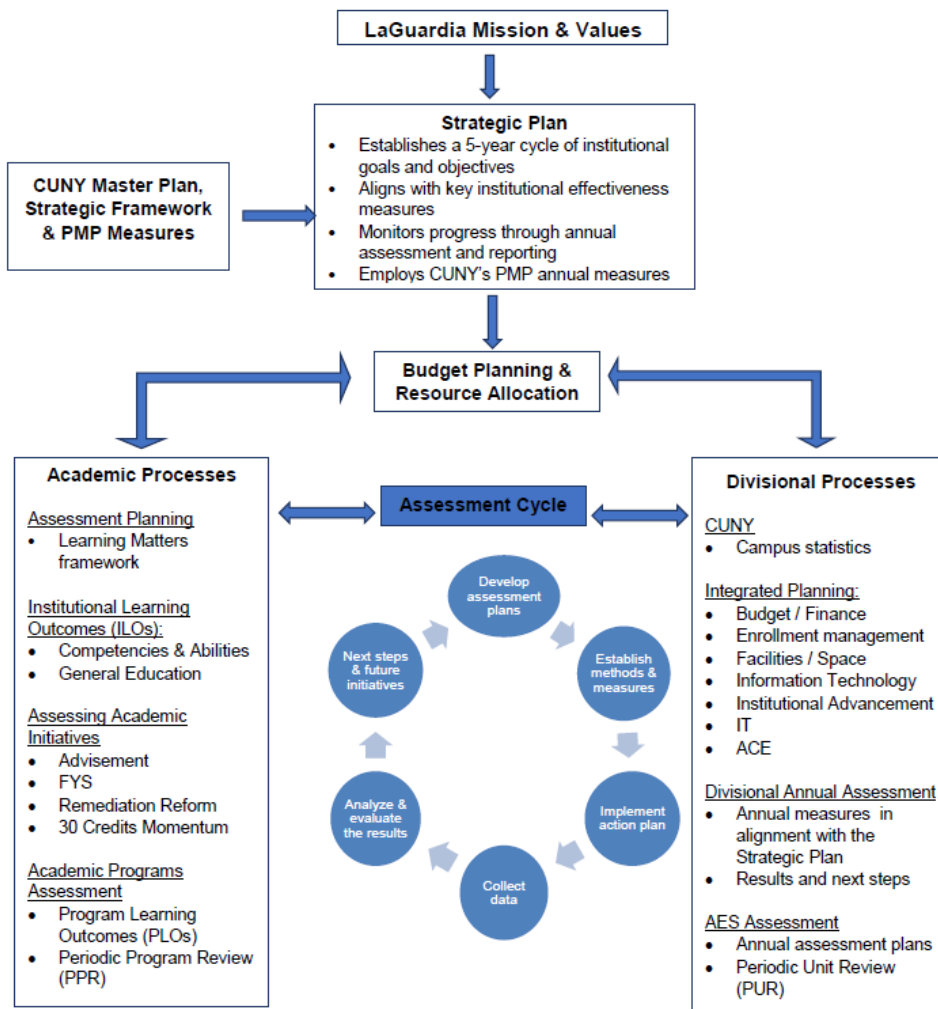 LaGuardia Mission & Values
Strategic Plan
• Establishes a 5-year cycle of institutional
goals and objectives
• Aligns with key institutional effectiveness
measures
• Monitors progress through annual
assessment and reporting
• Employs CUNY's PMP annual measures
CUNY Master Plan,
Strategic Framework
& PMP Measures
Budget Planning &
Resource Allocation
Academic Processes
Assessment Planning
• Learning Matters
framework
Institutional Learning
Outcomes (ILOs):
• Competencies & Abilities
• General Education
Assessing Academic
Initiatives
• Advisement
• FYS
• Remediation Reform
• 30 Credits Momentum
Academic Programs
Assessment
• Program Learning
Outcomes (PLOs)
• Periodic Program Review
(PPR)
Assessment Cycle
Develop
assessment
plans
Establish
methods &
measures
Implement
action plan
Collect
data
Analyze &
evaluate
the results
Next steps
& future
initiatives
Divisional Processes
CUNY
• Campus statistics
Integrated Planning:
• Budget / Finance
• Enrollment management
• Facilities / Space
• Information Technology
• Institutional Advancement
• IT
• ACE
Divisional Annual Assessment
• Annual measures in
alignment with the
Strategic Plan
• Results and next steps
AES Assessment
• Annual assessment plans
• Periodic Unit Review
(PUR)